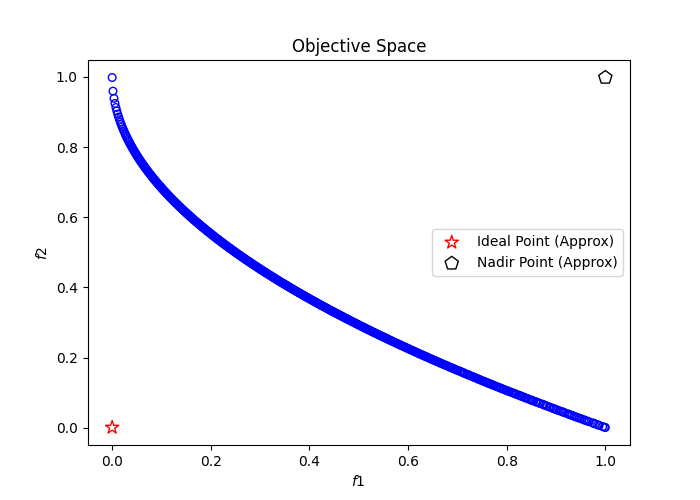 Objective Space
f2
1.0
0.8
0.6
0.4
0.2
0.0
Ideal Point (Approx)
Nadir Point (Approx)
0.0 0.2 0.4 0.6 0.8 1.0
f1